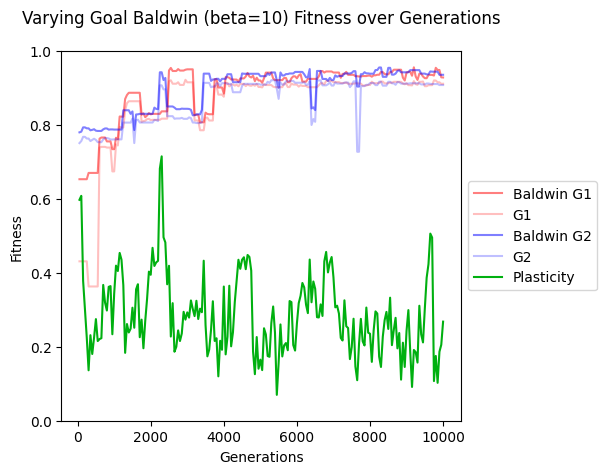 Varying Goal Baldwin (beta=10) Fitness over Generations
1.0
0.8
0.6
0.4
0.2
0.0
Fitness
0 2000 4000 6000 8000 10000
Generations
Baldwin G1
G1
Baldwin G2
G2
Plasticity